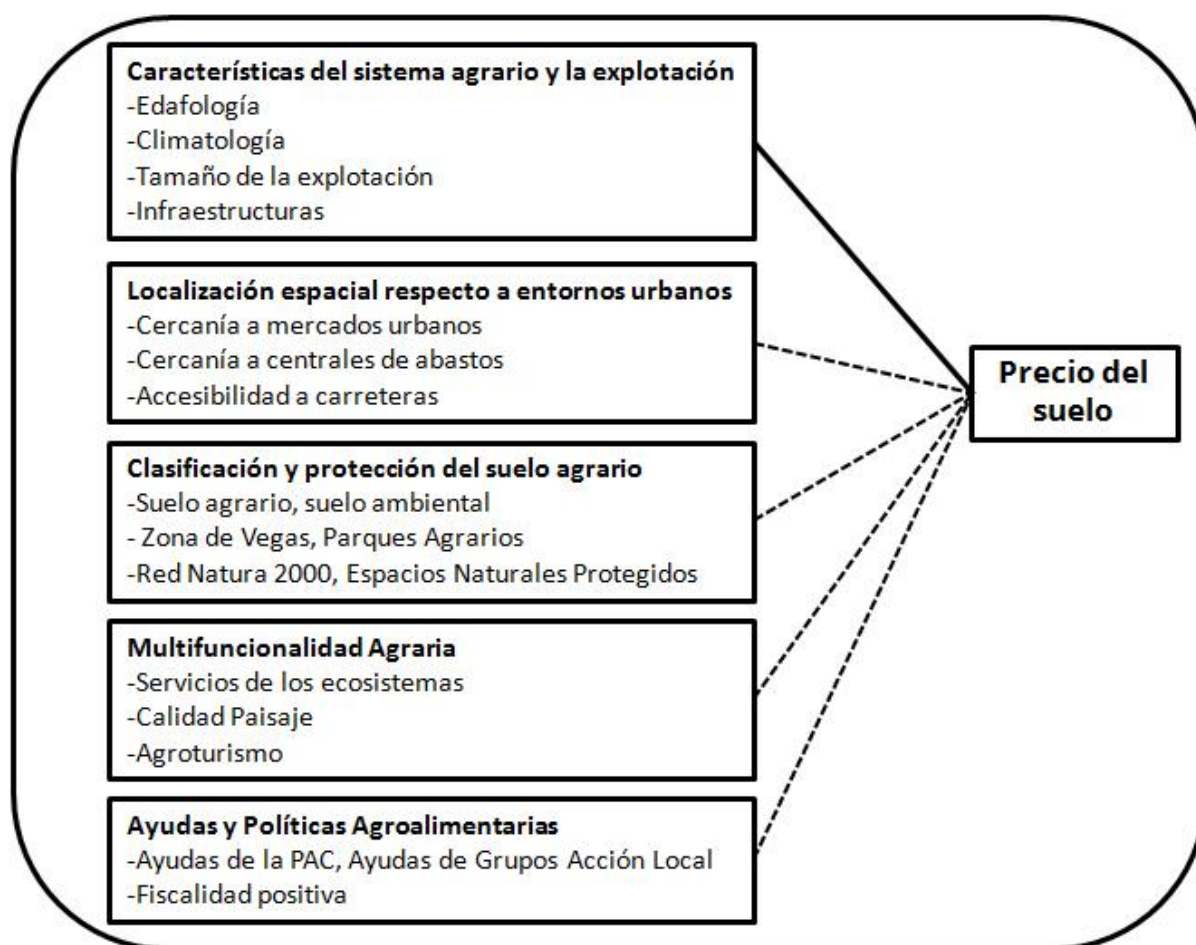 Características del sistema agrario y la explotación
-Edafología
-Climatología
-Tamaño de la explotación
-Infraestructuras
Localización espacial respecto a entornos urbanos
-Cercanía a mercados urbanos
-Cercanía a centrales de abastos
-Accesibilidad a carreteras
Clasificación y protección del suelo agrario
-Suelo agrario, suelo ambiental
- Zona de Vegas, Parques Agrarios
-Red Natura 2000, Espacios Naturales Protegidos
Multifuncionalidad Agraria
-Servicios de los ecosistemas
-Calidad Paisaje
-Agroturismo
Ayudas y Políticas Agroalimentarias
-Ayudas de la PAC, Ayudas de Grupos Acción Local
-Fiscalidad positiva
Precio del
suelo